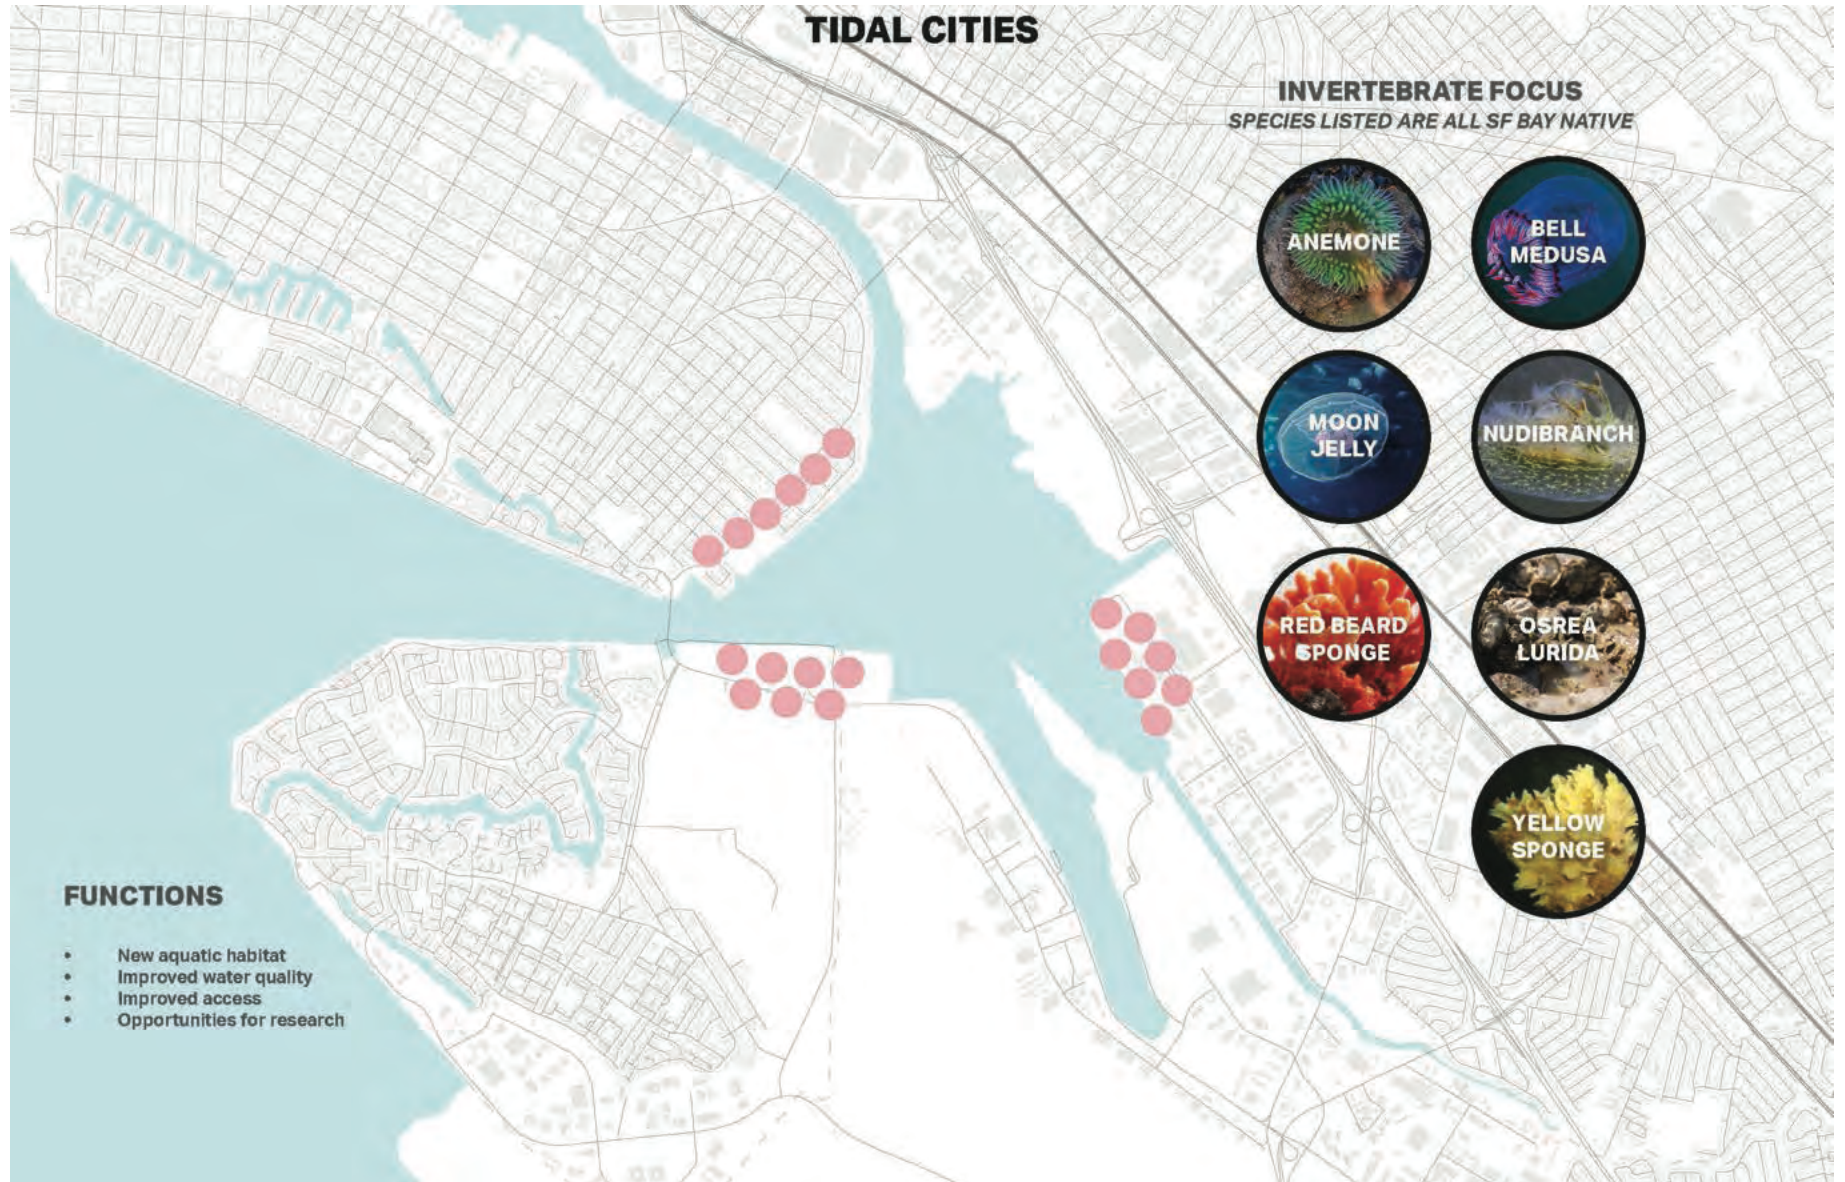 TIDAL CITIES
INVERTEBRATE FOCUS
SPECIES LISTED ARE ALL SF BAY NATIVE
ANEMONE
BELL
MEDUSA
MOON
JELLY
NUDIBRANCH
RED BEARD
SPONGE
OSREA
LURIDA
YELLOW
SPONGE
FUNCTIONS
• New aquatic habitat
• Improved water quality
• Improved access
• Opportunities for research